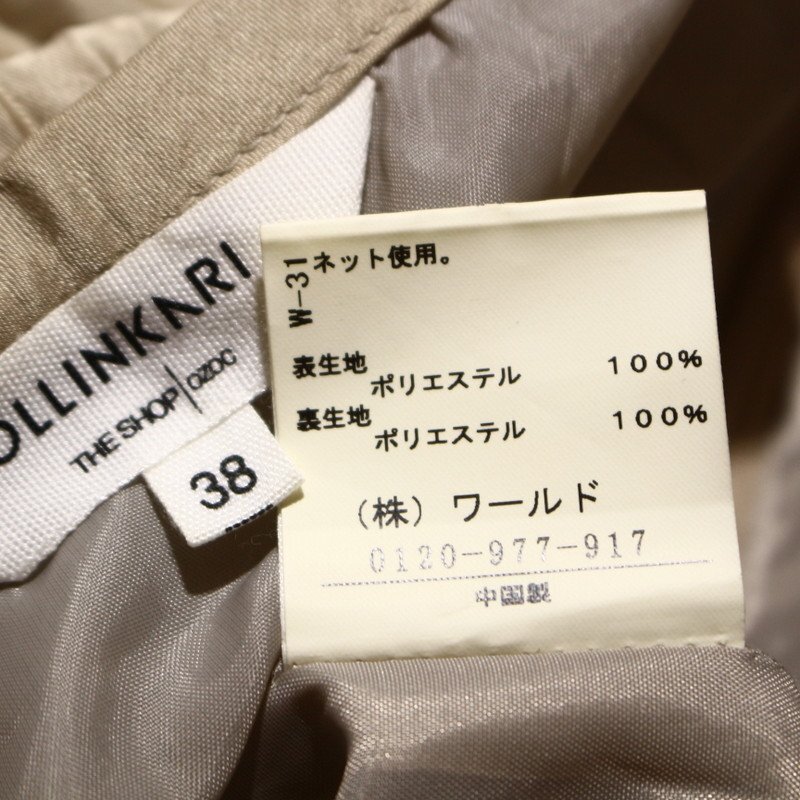 OLLINKARI
THE SHOP OZOC
38
W-31
ネット使用。
表生地
ポリエステル 100%
裏生地
ポリエステル 100%
(株)ワールド
0120-977-917
中国製